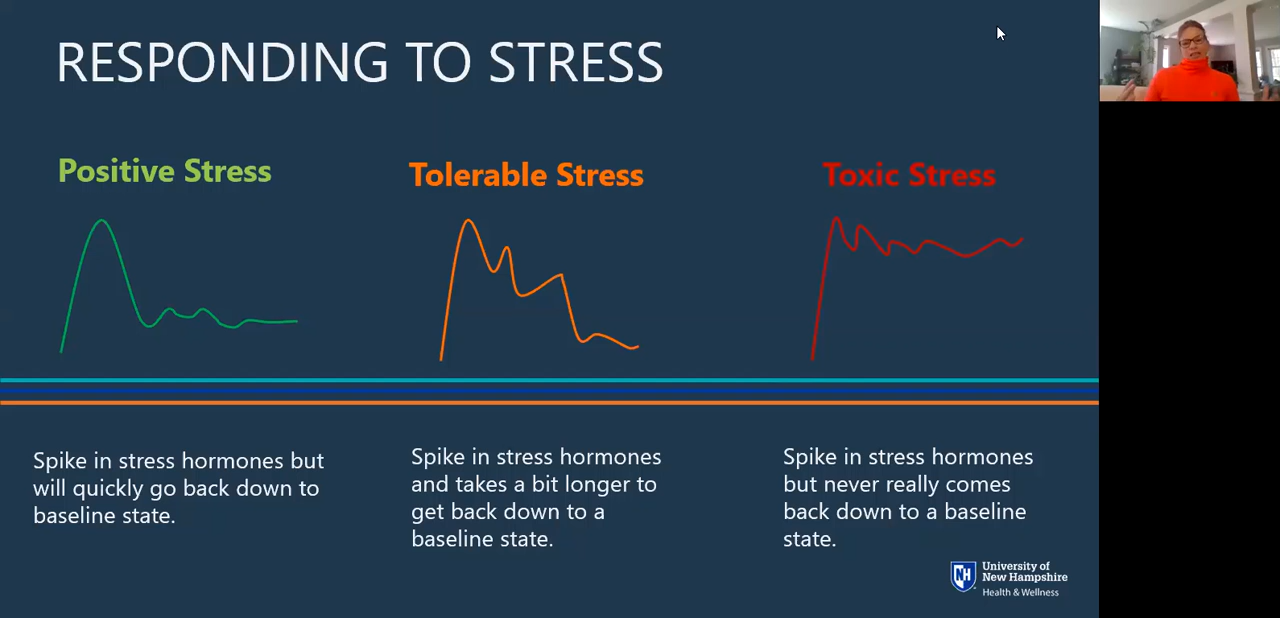 RESPONDING TO STRESS
Positive Stress
Tolerable Stress
Toxic Stress
Spike in stress hormones but
will quickly go back down to
baseline state.
Spike in stress hormones
and takes a bit longer to
get back down to a
baseline state.
Spike in stress hormones
but never really comes
back down to a baseline
state.
NH
University of
New Hampshire
Health & Wellness